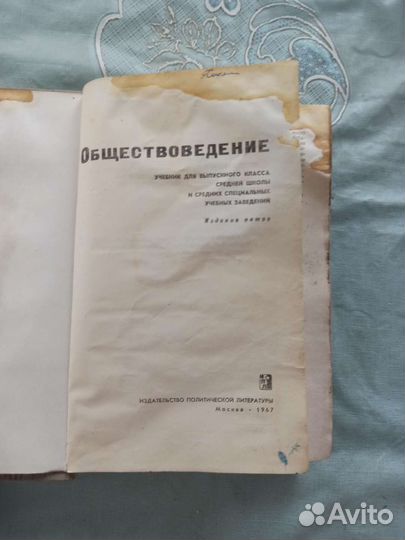 Обществоведение
УЧЕБНИК ДЛЯ ВЫПУСКНОГО КЛАССА
СРЕДНЕЙ ШКОЛЫ
И СРЕДНИХ СПЕЦИАЛЬНЫХ
УЧЕБНЫХ ЗАВЕДЕНИЙ
Издание пятое
ИЗДАТЕЛЬСТВО ПОЛИТИЧЕСКОЙ ЛИТЕРАТУРЫ
Москва • 1967
Avito